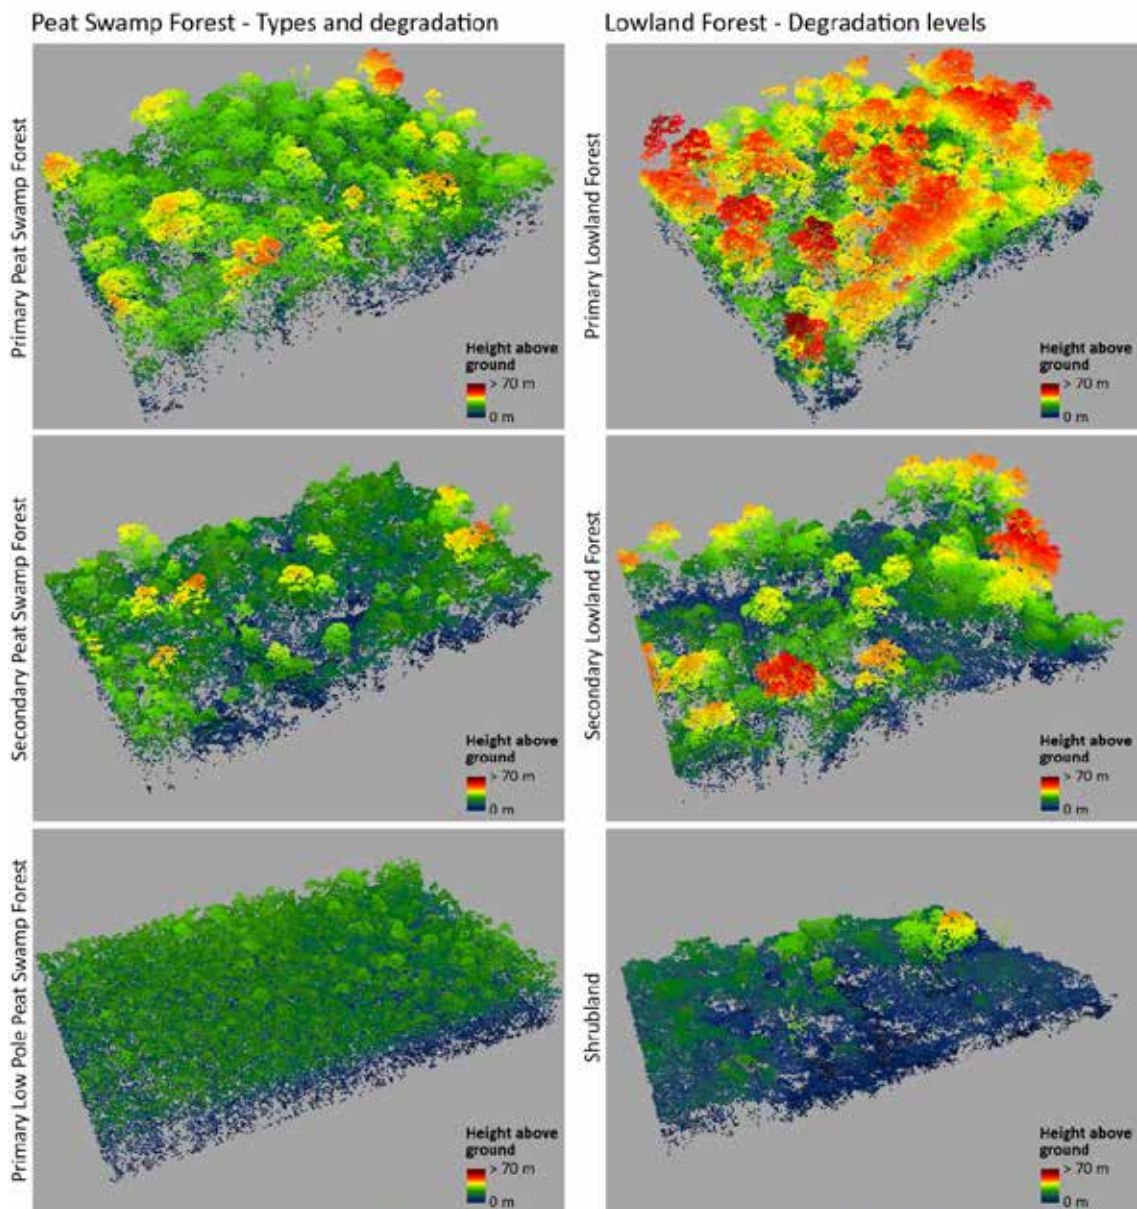 Peat Swamp Forest - Types and degradation
Lowland Forest - Degradation levels
Primary Peat Swamp Forest
Height above
ground
> 70 m
0 m
Primary Lowland Forest
Height above
ground
> 70 m
0 m
Secondary Peat Swamp Forest
Height above
ground
> 70 m
0 m
Secondary Lowland Forest
Height above
ground
> 70 m
0 m
Primary Low Pole Peat Swamp Forest
Height above
ground
> 70 m
0 m
Shrubland
Height above
ground
> 70 m
0 m